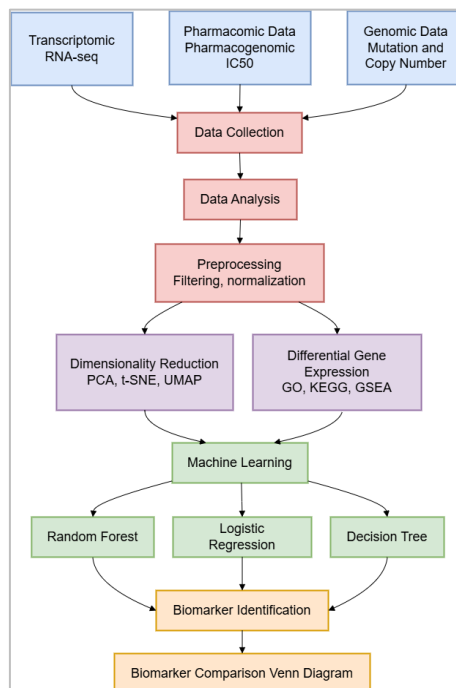 Transcriptomic
RNA-seq
Pharmacomic Data
Pharmacogenomic
IC50
Genomic Data
Mutation and
Copy Number
Data Collection
Data Analysis
Preprocessing
Filtering, normalization
Dimensionality Reduction
PCA, t-SNE, UMAP
Differential Gene
Expression
GO, KEGG, GSEA
Machine Learning
Random Forest
Logistic
Regression
Decision Tree
Biomarker Identification
Biomarker Comparison Venn Diagram